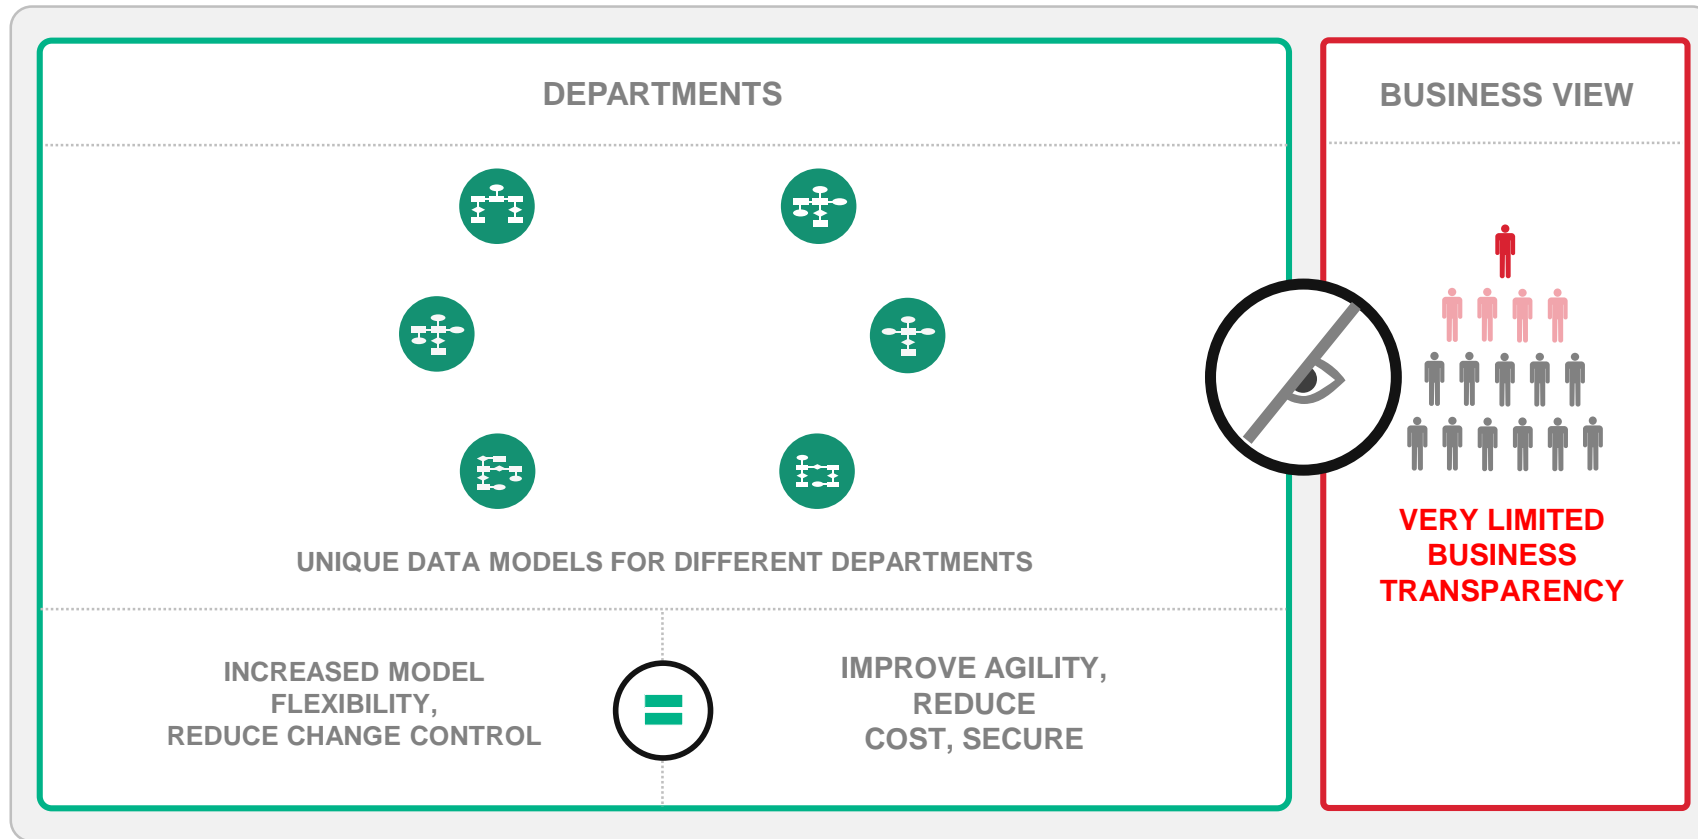 DEPARTMENTS
BUSINESS VIEW
UNIQUE DATA MODELS FOR DIFFERENT DEPARTMENTS
INCREASED MODEL
FLEXIBILITY,
REDUCE CHANGE CONTROL
IMPROVE AGILITY,
REDUCE
COST, SECURE
VERY LIMITED
BUSINESS
TRANSPARENCY